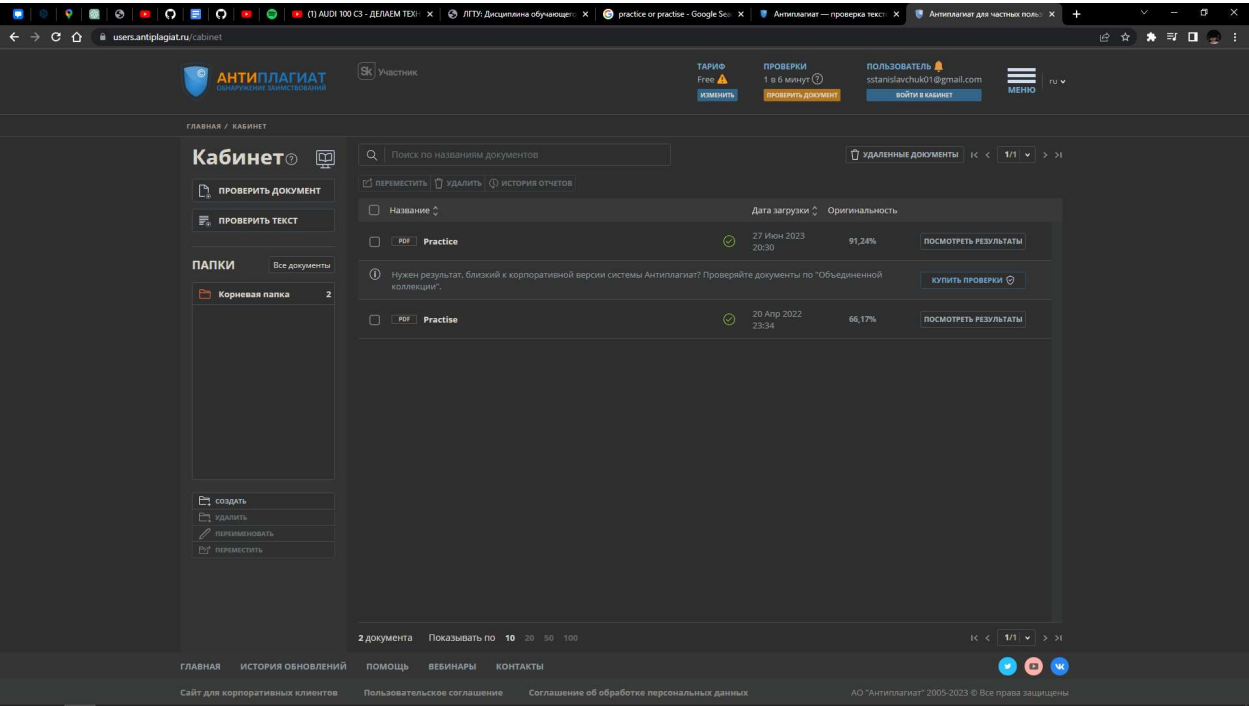 (1) AUDI 100 C3 - ДЕЛАЕМ ТЕХН
ЛГТУ: Дисциплина обучающегос
practice or practise - Google Sea
Антиплагиат — проверка текст
Антиплагиат для частных польз
users.antiplagiat.ru/cabinet
АНТИПЛАГИАТ
ОБНАРУЖЕНИЕ ЗАИМСТВОВАНИЙ
Sk Участник
ТАРИФ
Free
ИЗМЕНИТЬ
ПРОВЕРКИ
1 в 6 минут
ПРОВЕРИТЬ ДОКУМЕНТ
ПОЛЬЗОВАТЕЛЬ
sstanislavchuk01@gmail.com
ВОЙТИ В КАБИНЕТ
МЕНЮ
ru
ГЛАВНАЯ / КАБИНЕТ
Кабинет
ПРОВЕРИТЬ ДОКУМЕНТ
ПРОВЕРИТЬ ТЕКСТ
ПАПКИ Все документы
Корневая папка 2
СОЗДАТЬ
УДАЛИТЬ
ПЕРЕИМЕНОВАТЬ
ПЕРЕМЕСТИТЬ
Поиск по названиям документов
УДАЛЕННЫЕ ДОКУМЕНТЫ 1/1
ПЕРЕМЕСТИТЬ УДАЛИТЬ ИСТОРИЯ ОТЧЕТОВ
Название Дата загрузки Оригинальность
PDF Practice 27 Июн 2023 20:30 91,24% ПОСМОТРЕТЬ РЕЗУЛЬТАТЫ
Нужен результат, близкий к корпоративной версии системы Антиплагиат? Проверяйте документы по "Объединенной
коллекции".
КУПИТЬ ПРОВЕРКИ
PDF Practise 20 Апр 2022 23:34 66,17% ПОСМОТРЕТЬ РЕЗУЛЬТАТЫ
2 документа Показывать по 10 20 50 100 1/1
ГЛАВНАЯ ИСТОРИЯ ОБНОВЛЕНИЙ ПОМОЩЬ ВЕБИНАРЫ КОНТАКТЫ
Сайт для корпоративных клиентов Пользовательское соглашение Соглашение об обработке персональных данных АО "Антиплагиат" 2005-2023 © Все права защищены